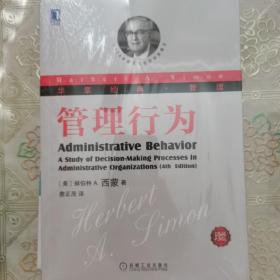 Herbert A. Simon
华章经典·管理
管理行为
Administrative Behavior
A Study of Decision-Making Processes in
Administrative Organizations (4th Edition)
[美] 赫伯特 A. 西蒙 著
詹正茂 译
Herbert
A. Simon
机械工业出版社